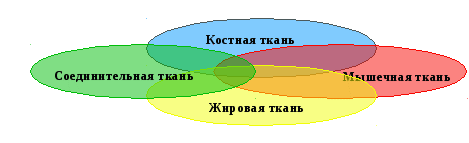 Костная ткань
Соединительная ткань
Мышечная ткань
Жировая ткань